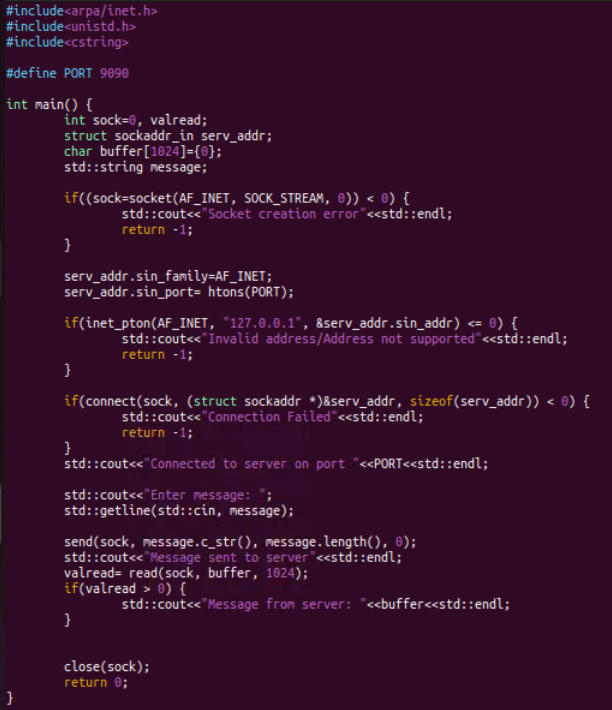 #include<arpa/inet.h>
#include<unistd.h>
#include<cstring>

#define PORT 9090

int main() {
        int sock=0, valread;
        struct sockaddr_in serv_addr;
        char buffer[1024]={0};
        std::string message;

        if((sock=socket(AF_INET, SOCK_STREAM, 0)) < 0) {
                std::cout<<"Socket creation error"<<std::endl;
                return -1;
        }

        serv_addr.sin_family=AF_INET;
        serv_addr.sin_port= htons(PORT);

        if(inet_pton(AF_INET, "127.0.0.1", &serv_addr.sin_addr) <= 0) {
                std::cout<<"Invalid address/Address not supported"<<std::endl;
                return -1;
        }

        if(connect(sock, (struct sockaddr *)&serv_addr, sizeof(serv_addr)) < 0) {
                std::cout<<"Connection Failed"<<std::endl;
                return -1;
        }
        std::cout<<"Connected to server on port "<<PORT<<std::endl;

        std::cout<<"Enter message: ";
        std::getline(std::cin, message);

        send(sock, message.c_str(), message.length(), 0);
        std::cout<<"Message sent to server"<<std::endl;
        valread= read(sock, buffer, 1024);
        if(valread > 0) {
                std::cout<<"Message from server: "<<buffer<<std::endl;
        }


        close(sock);
        return 0;
}